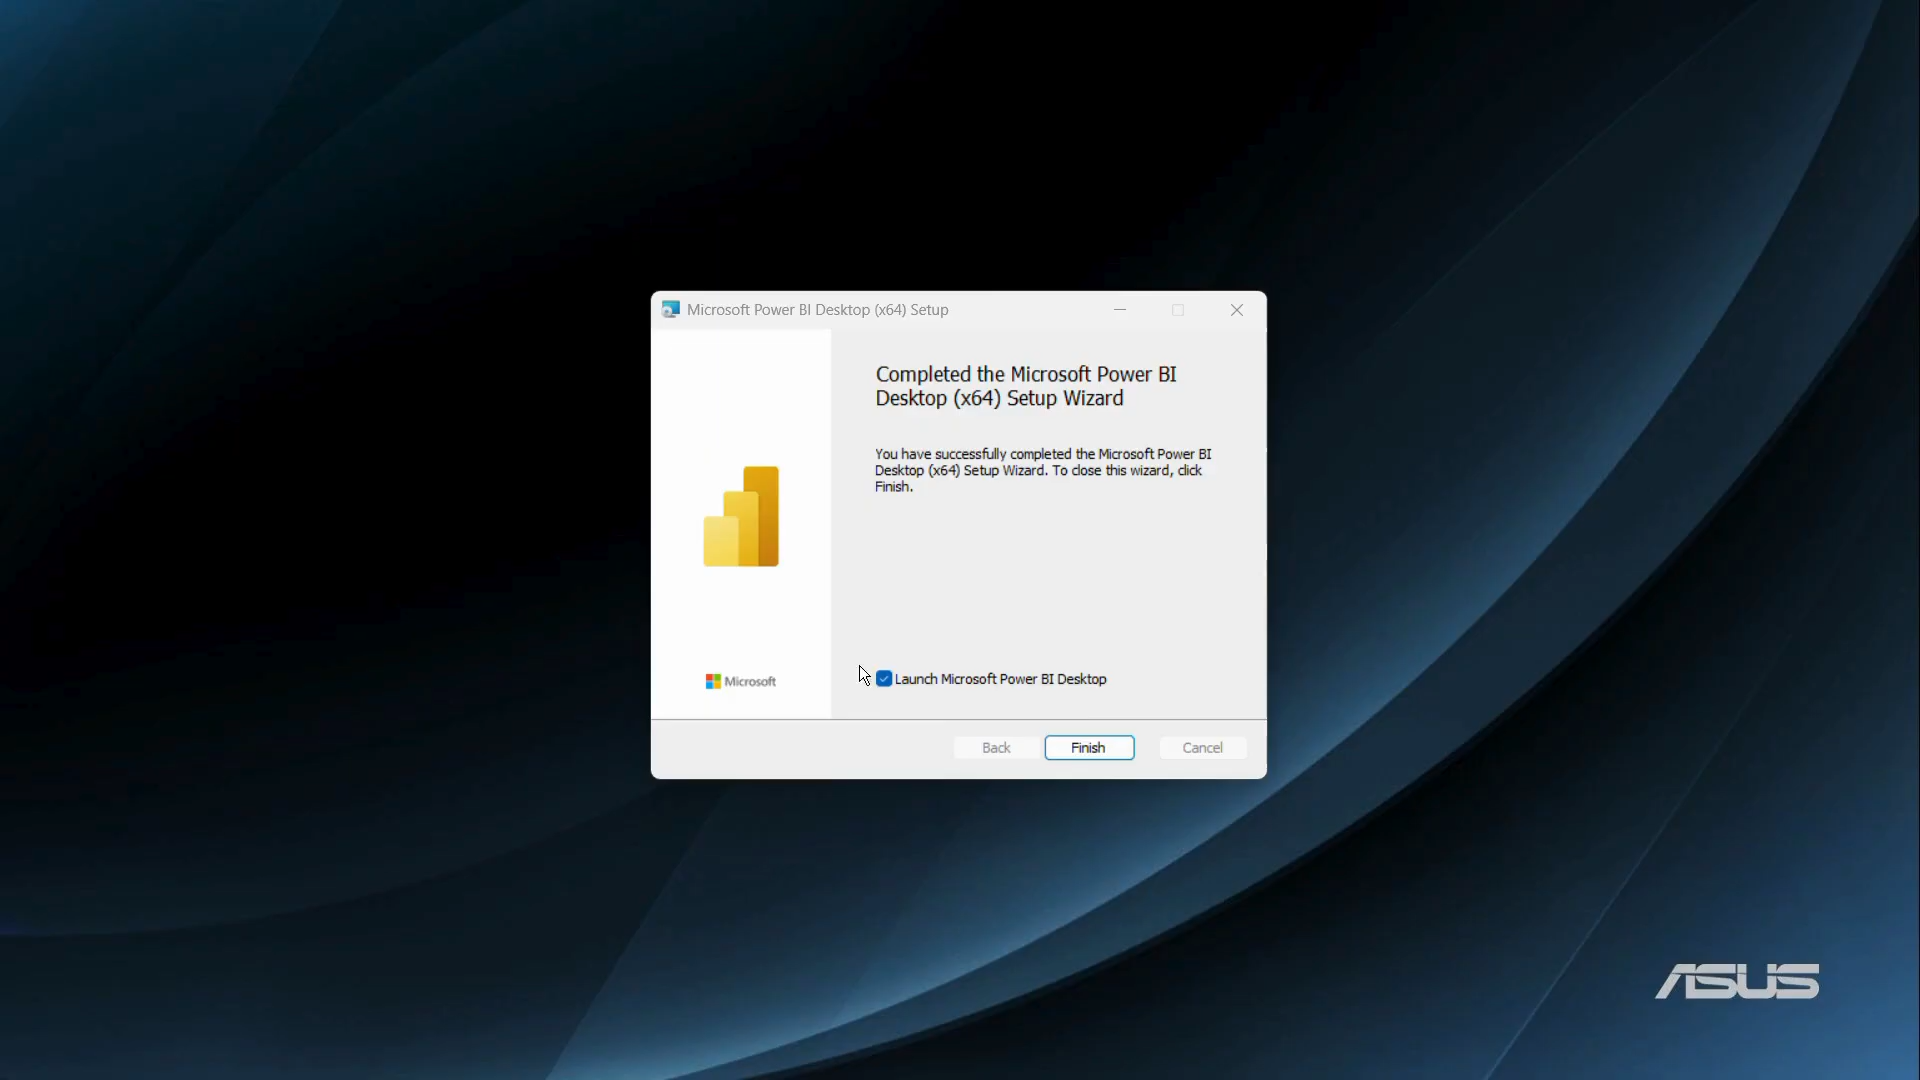 Microsoft Power BI Desktop (x64) Setup
Completed the Microsoft Power BI
Desktop (x64) Setup Wizard
You have successfully completed the Microsoft Power BI
Desktop (x64) Setup Wizard. To close this wizard, click
Finish.
Launch Microsoft Power BI Desktop
Microsoft
Back
Finish
Cancel
ASUS